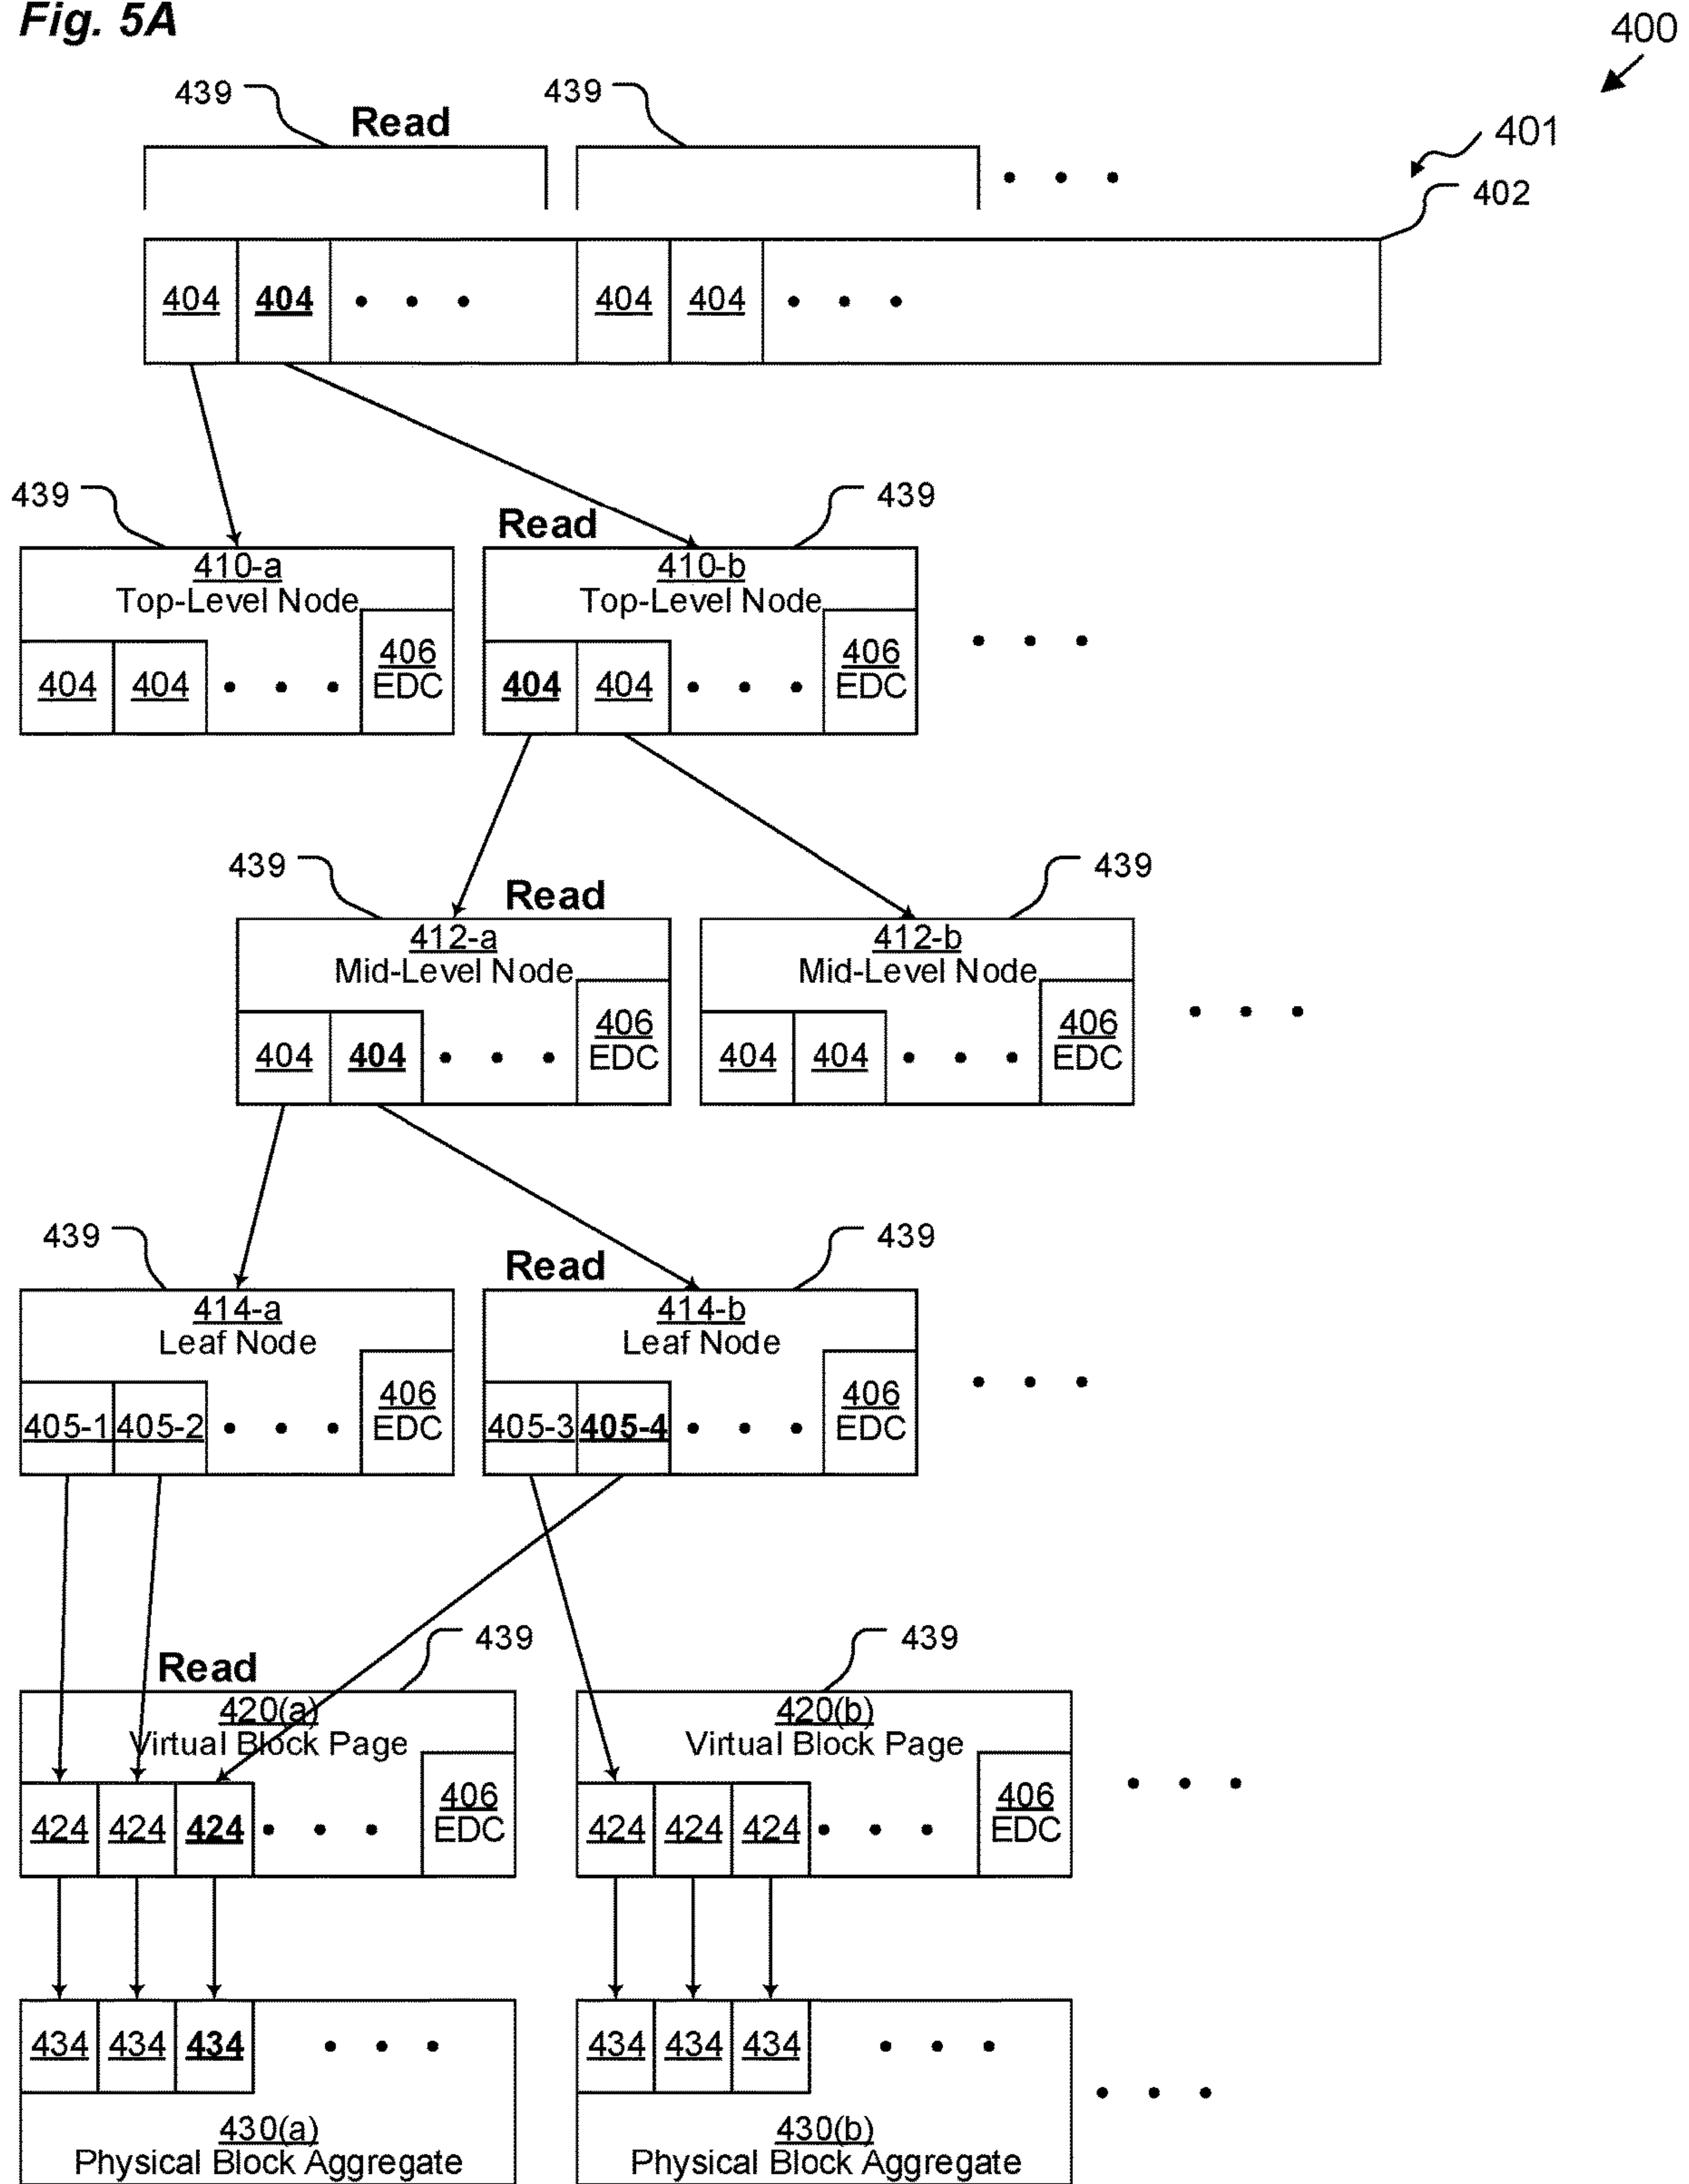 Fig. 5A
400
439 Read 439
401
402
404 404 • • • 404 404 • • •
439 Read 439
410-a 410-b
Top-Level Node Top-Level Node
404 404 • • • 406 EDC 404 404 • • • 406 EDC
439 Read 439
412-a 412-b
Mid-Level Node Mid-Level Node
404 404 • • • 406 EDC 404 404 • • • 406 EDC
439 Read 439
414-a 414-b
Leaf Node Leaf Node
405-1 405-2 • • • 406 EDC 405-3 405-4 • • • 406 EDC
Read 439 439
420(a) 420(b)
Virtual Block Page Virtual Block Page
424 424 424 • • • 406 EDC 424 424 424 • • • 406 EDC
434 434 434 • • • 434 434 434 • • •
430(a) 430(b)
Physical Block Aggregate Physical Block Aggregate